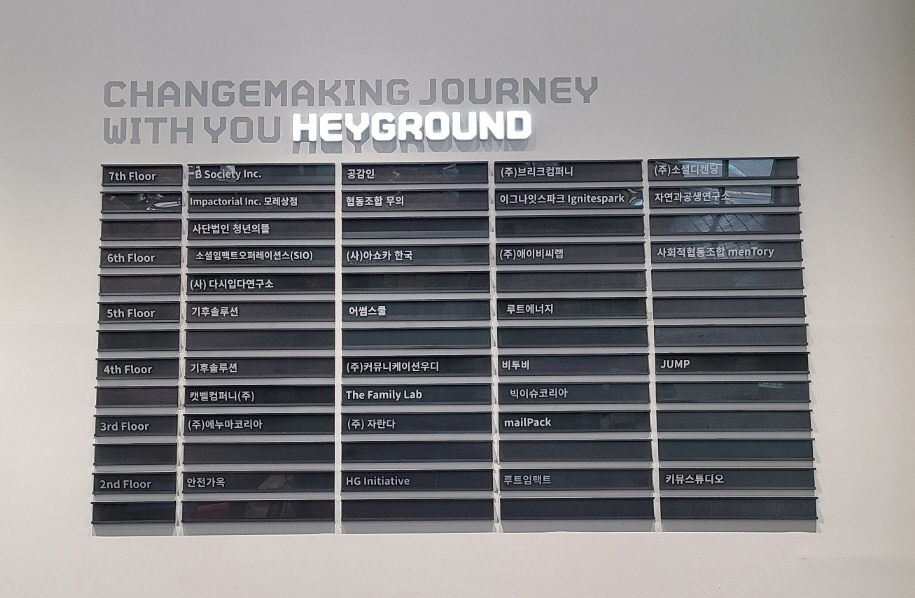 CHANGEMAKING JOURNEY
WITH YOU HEYGROUND
7th Floor B Society Inc. 공감인 (주)브리크컴퍼니 (주)소셜디켄딩
Impactorial Inc. 모레상점 협동조합 무의 이그나잇스파크 Ignitespark 자연과공생연구소
사단법인 청년의뜰
6th Floor 소셜임팩트오퍼레이션스(SIO) (사)아쇼카 한국 (주)애이비씨랩 사회적협동조합 menTory
(사) 다시입다연구소
5th Floor 기후솔루션 어썸스쿨 루트에너지
4th Floor 기후솔루션 (주)커뮤니케이션우디 비투비 JUMP
캣벨컴퍼니(주) The Family Lab 빅이슈코리아
3rd Floor (주)에누마코리아 (주) 자란다 mailPack
2nd Floor 안전가옥 HG Initiative 루트임팩트 키뮤스튜디오